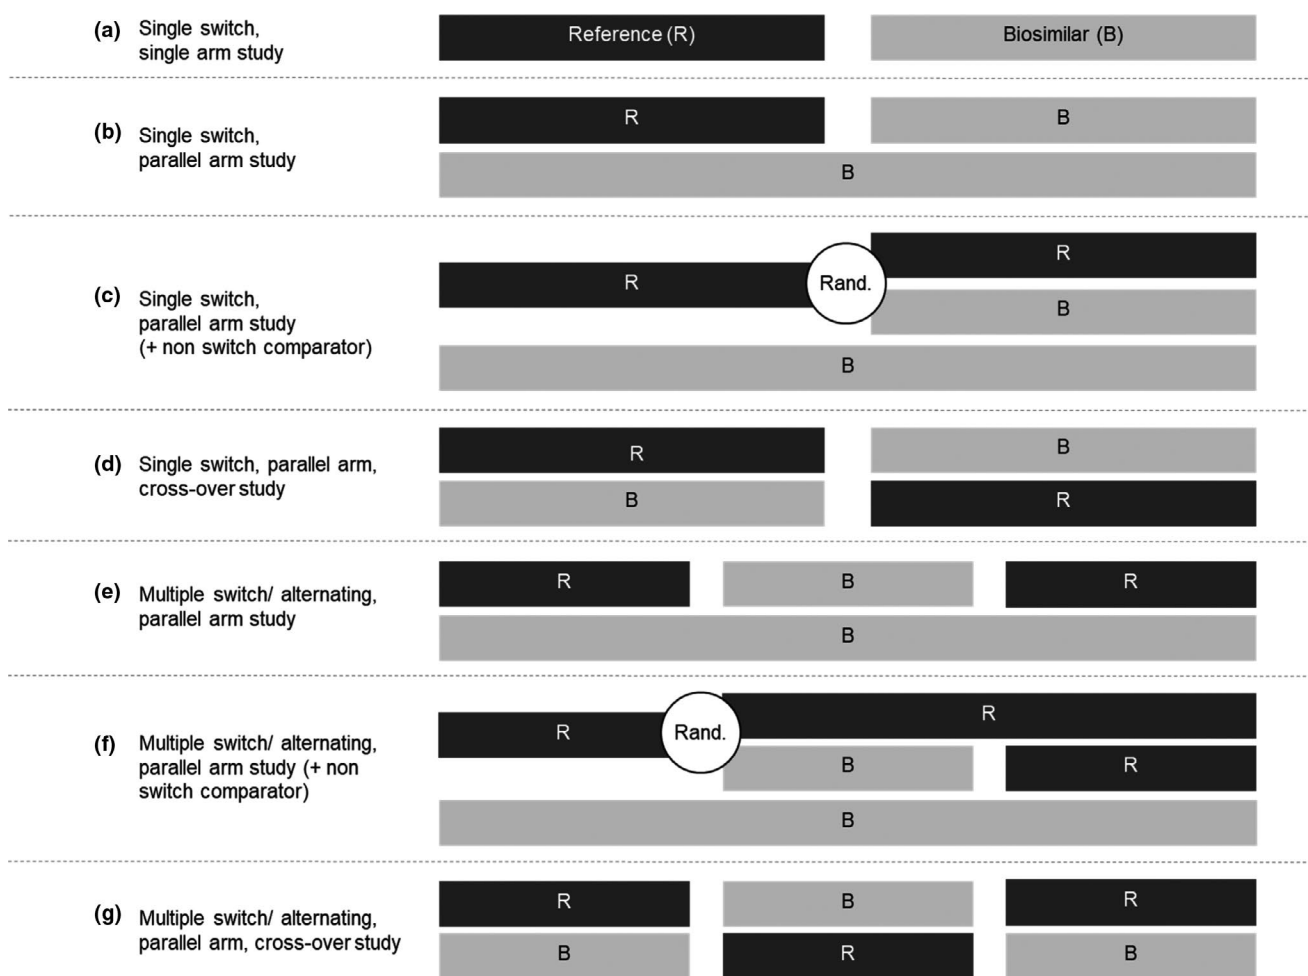 (a) Single switch,
single arm study
Reference (R)
Biosimilar (B)
(b) Single switch,
parallel arm study
R
B
B
(c) Single switch,
parallel arm study
(+ non switch comparator)
R
Rand.
R
B
B
(d) Single switch, parallel arm,
cross-over study
R
B
B
R
(e) Multiple switch/ alternating,
parallel arm study
R
B
R
B
(f) Multiple switch/ alternating,
parallel arm study (+ non
switch comparator)
R
Rand.
R
B
R
B
(g) Multiple switch/ alternating,
parallel arm, cross-over study
R
B
R
B
R
B